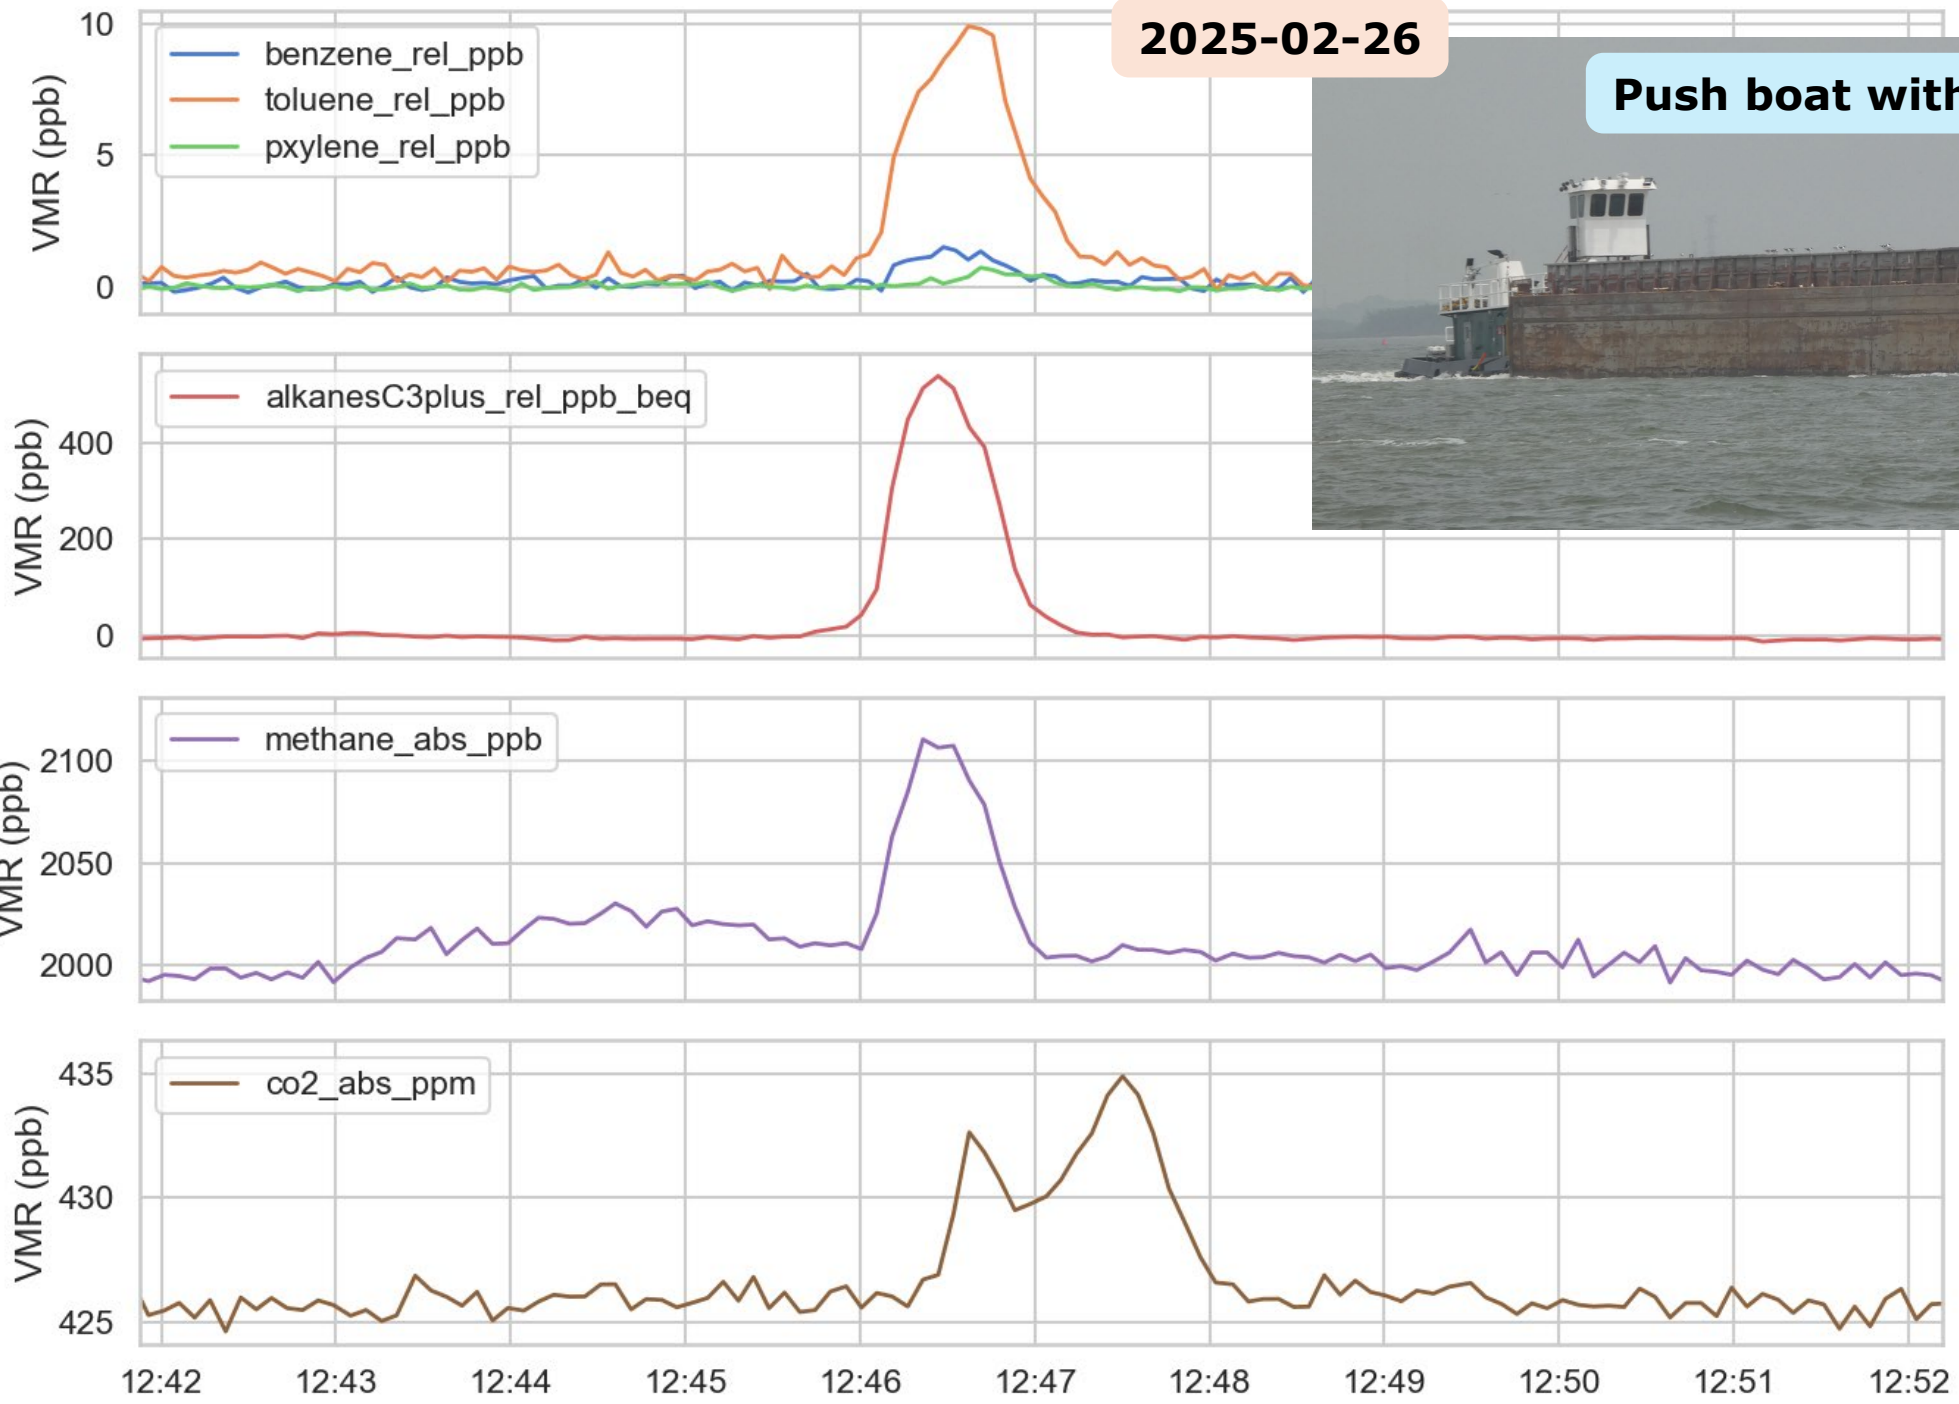 2025-02-26
Push boat with
10
5
0
VMR (ppb)
benzene_rel_ppb
toluene_rel_ppb
pxylene_rel_ppb
400
200
0
VMR (ppb)
alkanesC3plus_rel_ppb_beq
2100
2050
2000
VMR (ppb)
methane_abs_ppb
435
430
425
VMR (ppb)
co2_abs_ppm
12:42 12:43 12:44 12:45 12:46 12:47 12:48 12:49 12:50 12:51 12:52